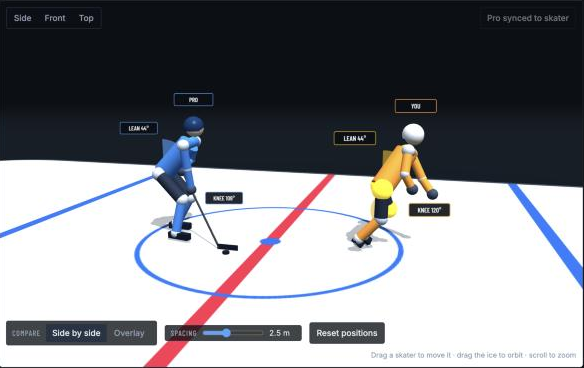 Side Front Top
Pro synced to skater
PRO
YOU
LEAN 44°
LEAN 44°
KNEE 100°
KNEE 120°
COMPARE Side by side Overlay
SPACING 2.5 m
Reset positions
Drag a skater to move it · drag the ice to orbit · scroll to zoom